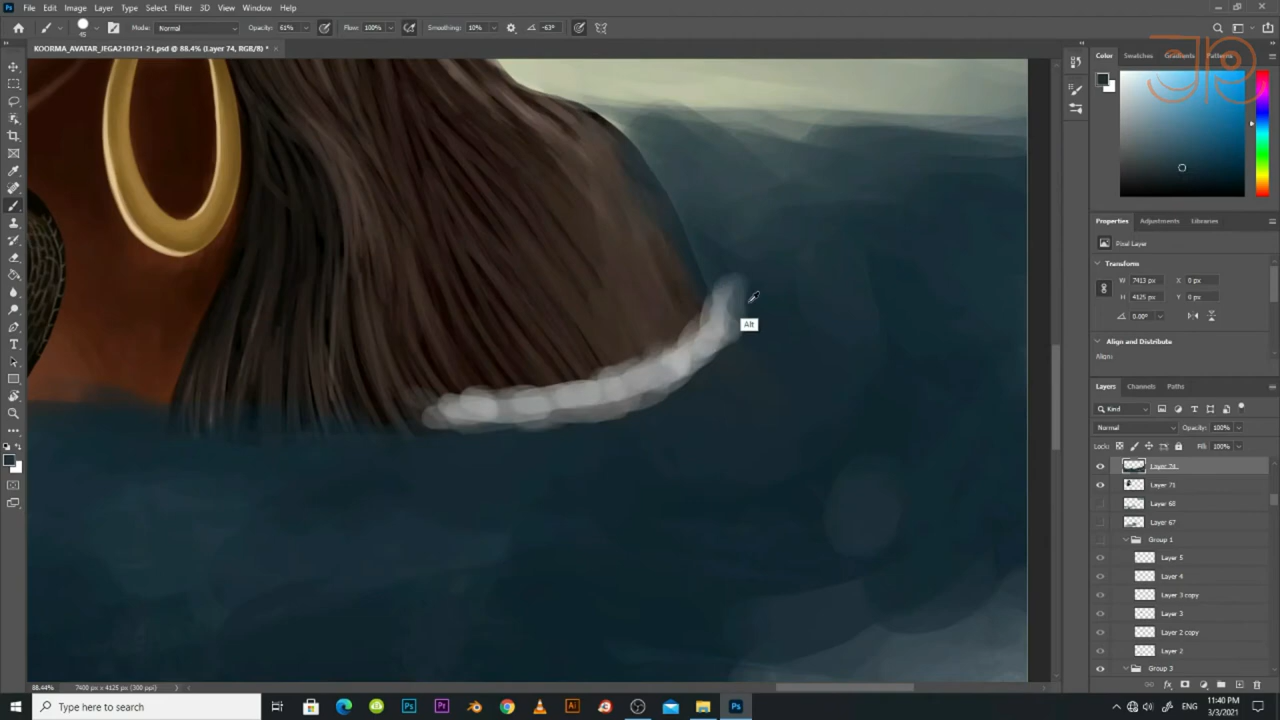 File Edit Image Layer Type Select Filter 3D View Window Help
45 Mode: Normal Opacity: 61% Flow: 100% Smoothing: 10% -63°
KOORMA_AVATAR_JEGA210121-21.psd @ 88.4% (Layer 74, RGB/8) *
Color Swatches Gradients Patterns
Alt
Properties Adjustments Libraries
Pixel Layer
Transform
W 7413 px X 0 px
H 4125 px Y 0 px
0.00°
Align and Distribute
Align:
Layers Channels Paths
Kind
Normal Opacity: 100%
Lock: Fill: 100%
Layer 74
Layer 71
Layer 68
Layer 67
Group 1
Layer 5
Layer 4
Layer 3 copy
Layer 3
Layer 2 copy
Layer 2
Group 3
88.44% 7400 px x 4125 px (300 ppi)
Type here to search
ENG
11:40 PM
3/3/2021